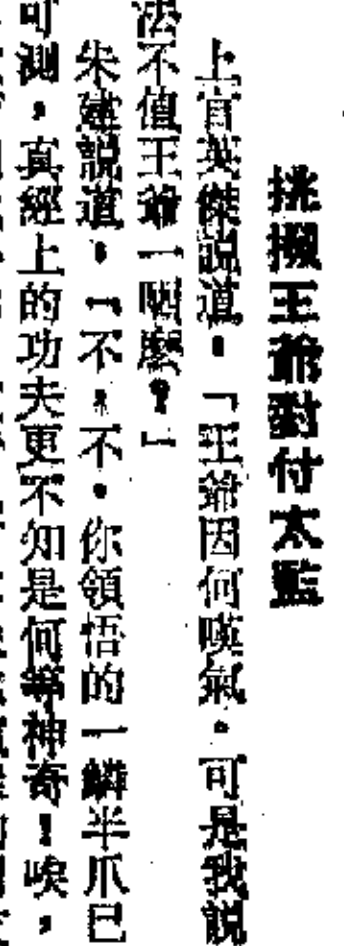 挑撥王爺對付太監
上官英傑說道:「王爺因何嘆氣。可是我說
法不值王爺一哂麽?」
朱建說道:「不,不。你領悟的一鱗半爪已
可測,真經上的功夫更不知是何等神奇!唉,